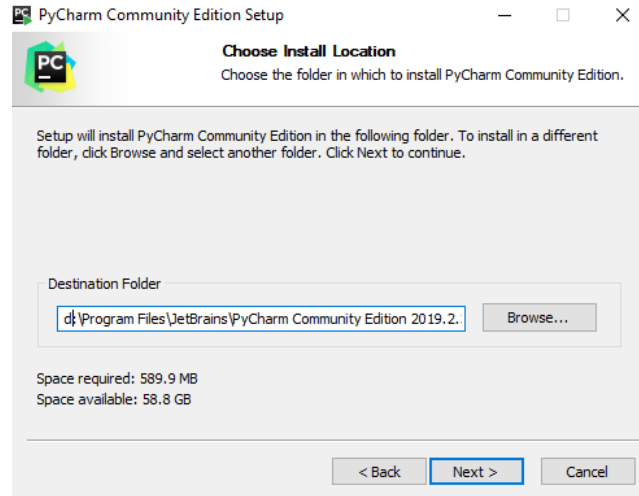 PyCharm Community Edition Setup
PC
Choose Install Location
Choose the folder in which to install PyCharm Community Edition.
Setup will install PyCharm Community Edition in the following folder. To install in a different
folder, click Browse and select another folder. Click Next to continue.
Destination Folder
d:\Program Files\JetBrains\PyCharm Community Edition 2019.2.
Browse...
Space required: 589.9 MB
Space available: 58.8 GB
< Back
Next >
Cancel